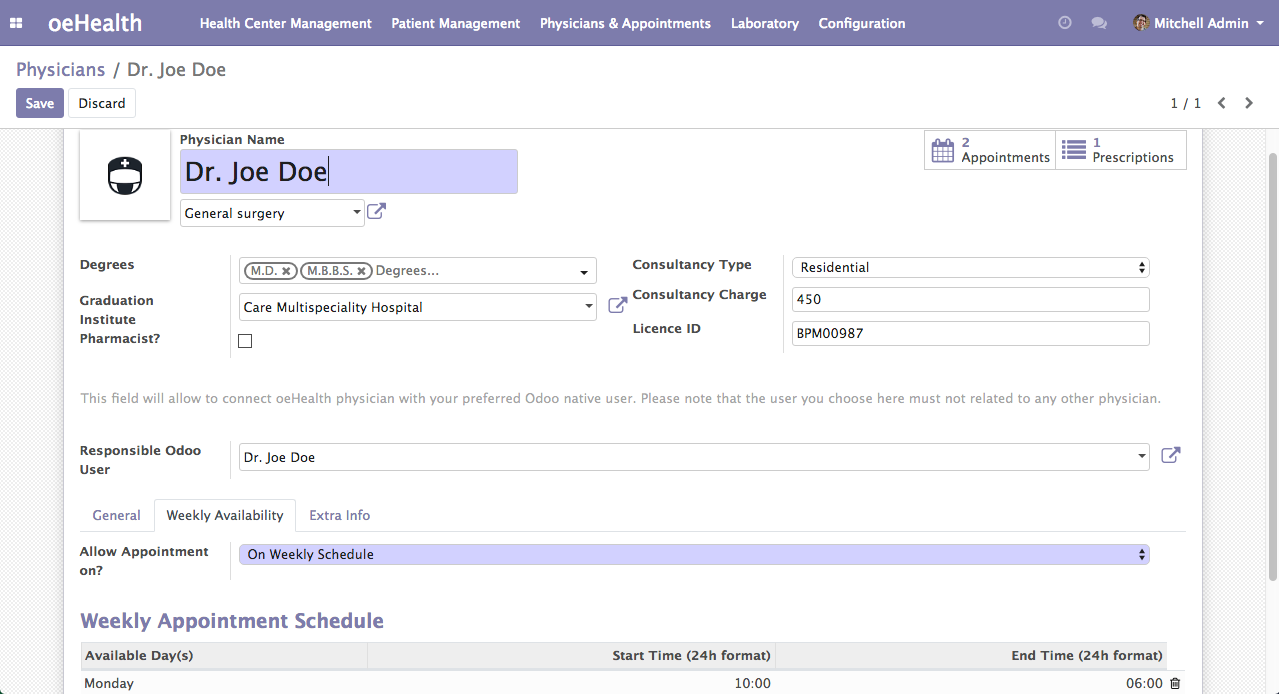 oeHealth Health Center Management Patient Management Physicians & Appointments Laboratory Configuration Mitchell Admin
Physicians / Dr. Joe Doe
Save Discard 1 / 1
Physician Name
Dr. Joe Doe
2 Appointments
1 Prescriptions
General surgery
Degrees M.D. M.B.B.S. Degrees...
Graduation Institute Care Multispeciality Hospital
Pharmacist?
Consultancy Type Residential
Consultancy Charge 450
Licence ID BPM00987
This field will allow to connect oeHealth physician with your preferred Odoo native user. Please note that the user you choose here must not related to any other physician.
Responsible Odoo User Dr. Joe Doe
General Weekly Availability Extra Info
Allow Appointment on? On Weekly Schedule
Weekly Appointment Schedule
Available Day(s) Start Time (24h format) End Time (24h format)
Monday 10:00 06:00